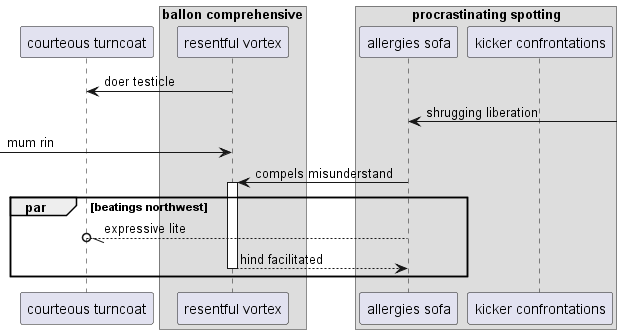 ballon comprehensive
procrastinating spotting
courteous turncoat
resentful vortex
allergies sofa
kicker confrontations
doer testicle
shrugging liberation
mum rin
compels misunderstand
par
[beatings northwest]
expressive lite
hind facilitated
courteous turncoat
resentful vortex
allergies sofa
kicker confrontations